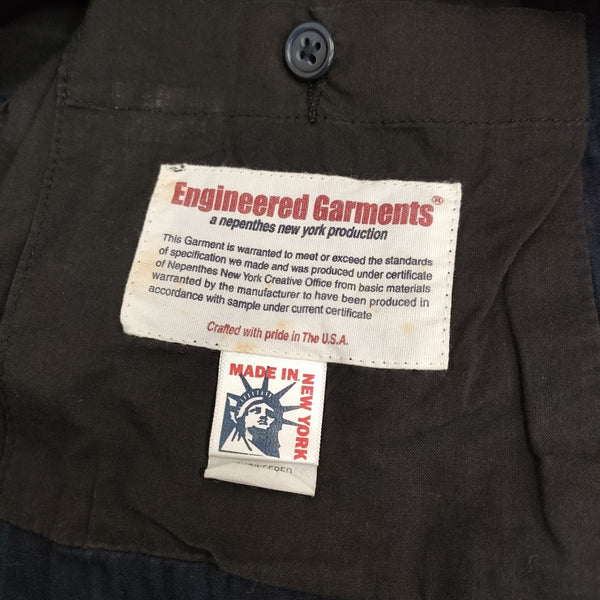 Engineered Garments®
a nepenthes new york production
This Garment is warranted to meet or exceed the standards
of specification we made and was produced under certificate
of Nepenthes New York Creative Office from basic materials
warranted by the manufacturer to have been produced in
accordance with sample under current certificate
Crafted with pride in The U.S.A.
MADE IN
NEW YORK